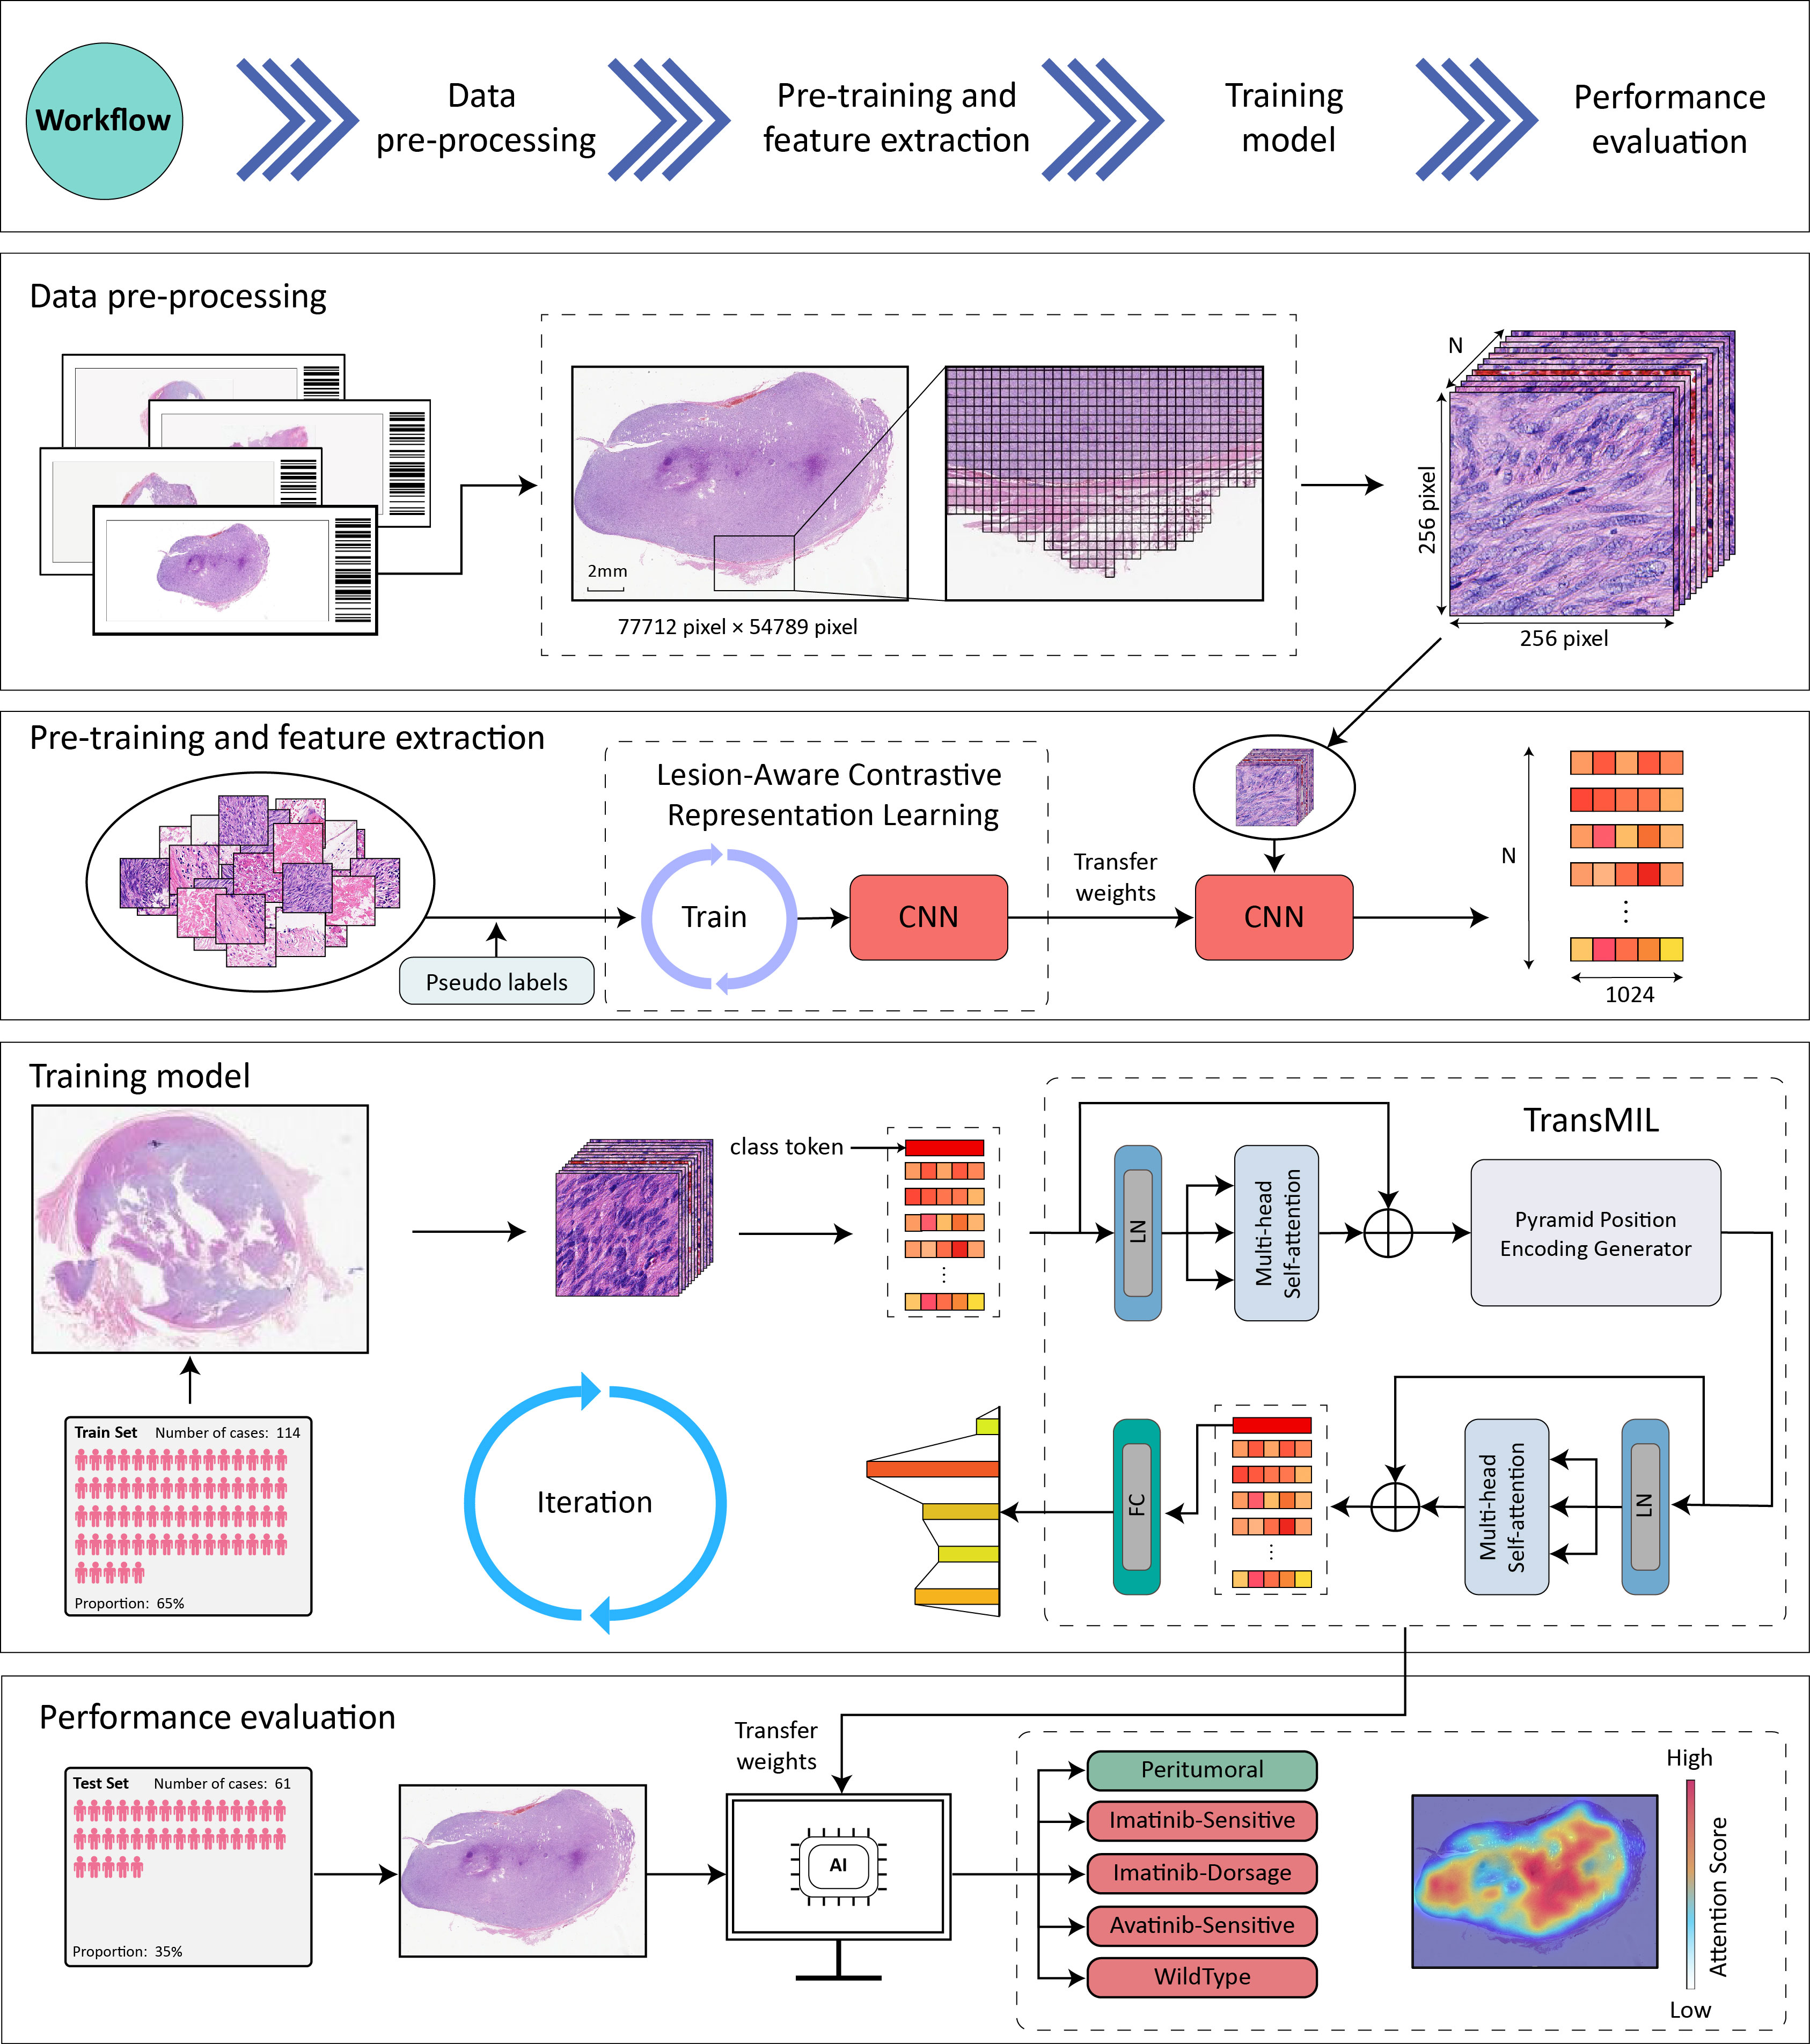 Workflow
Data
pre-processing
Pre-training and
feature extraction
Training
model
Performance
evaluation
Data pre-processing
2mm
77712 pixel × 54789 pixel
N
256 pixel
256 pixel
Pre-training and feature extraction
Lesion-Aware Contrastive
Representation Learning
Train
CNN
Pseudo labels
Transfer
weights
CNN
N
1024
Training model
class token
TransMIL
LN
Multi-head
Self-attention
Pyramid Position
Encoding Generator
Train Set Number of cases: 114
Proportion: 65%
Iteration
FC
Multi-head
Self-attention
LN
Performance evaluation
Test Set Number of cases: 61
Proportion: 35%
Transfer
weights
AI
Peritumoral
Imatinib-Sensitive
Imatinib-Dorsage
Avatinib-Sensitive
WildType
High
Attention Score
Low